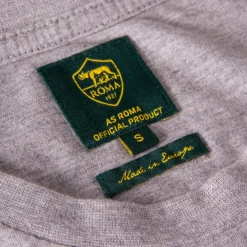 ROMA
1927
AS ROMA
OFFICIAL PRODUCT
S
Made in Europe